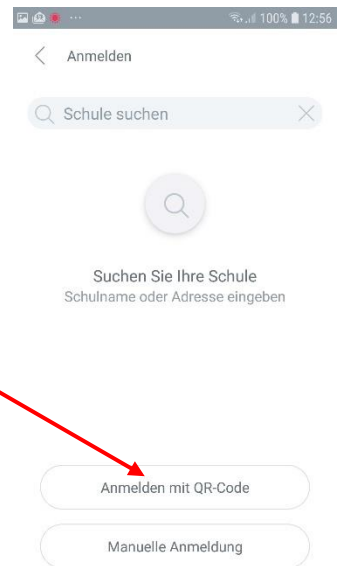 100% 12:56
Anmelden
Schule suchen
Suchen Sie Ihre Schule
Schulname oder Adresse eingeben
Anmelden mit QR-Code
Manuelle Anmeldung